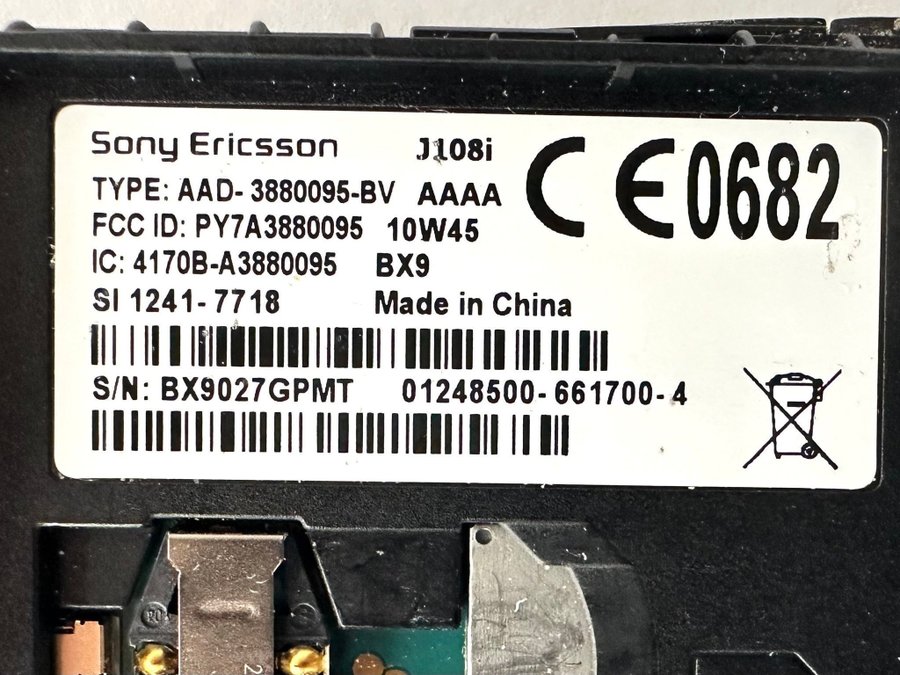 Sony Ericsson J108i
CE0682
TYPE: AAD-3880095-BV AAAA
FCC ID: PY7A3880095 10W45
IC: 4170B-A3880095 BX9
SI 1241-7718 Made in China
S/N: BX9027GPMT 01248500-661700-4
2